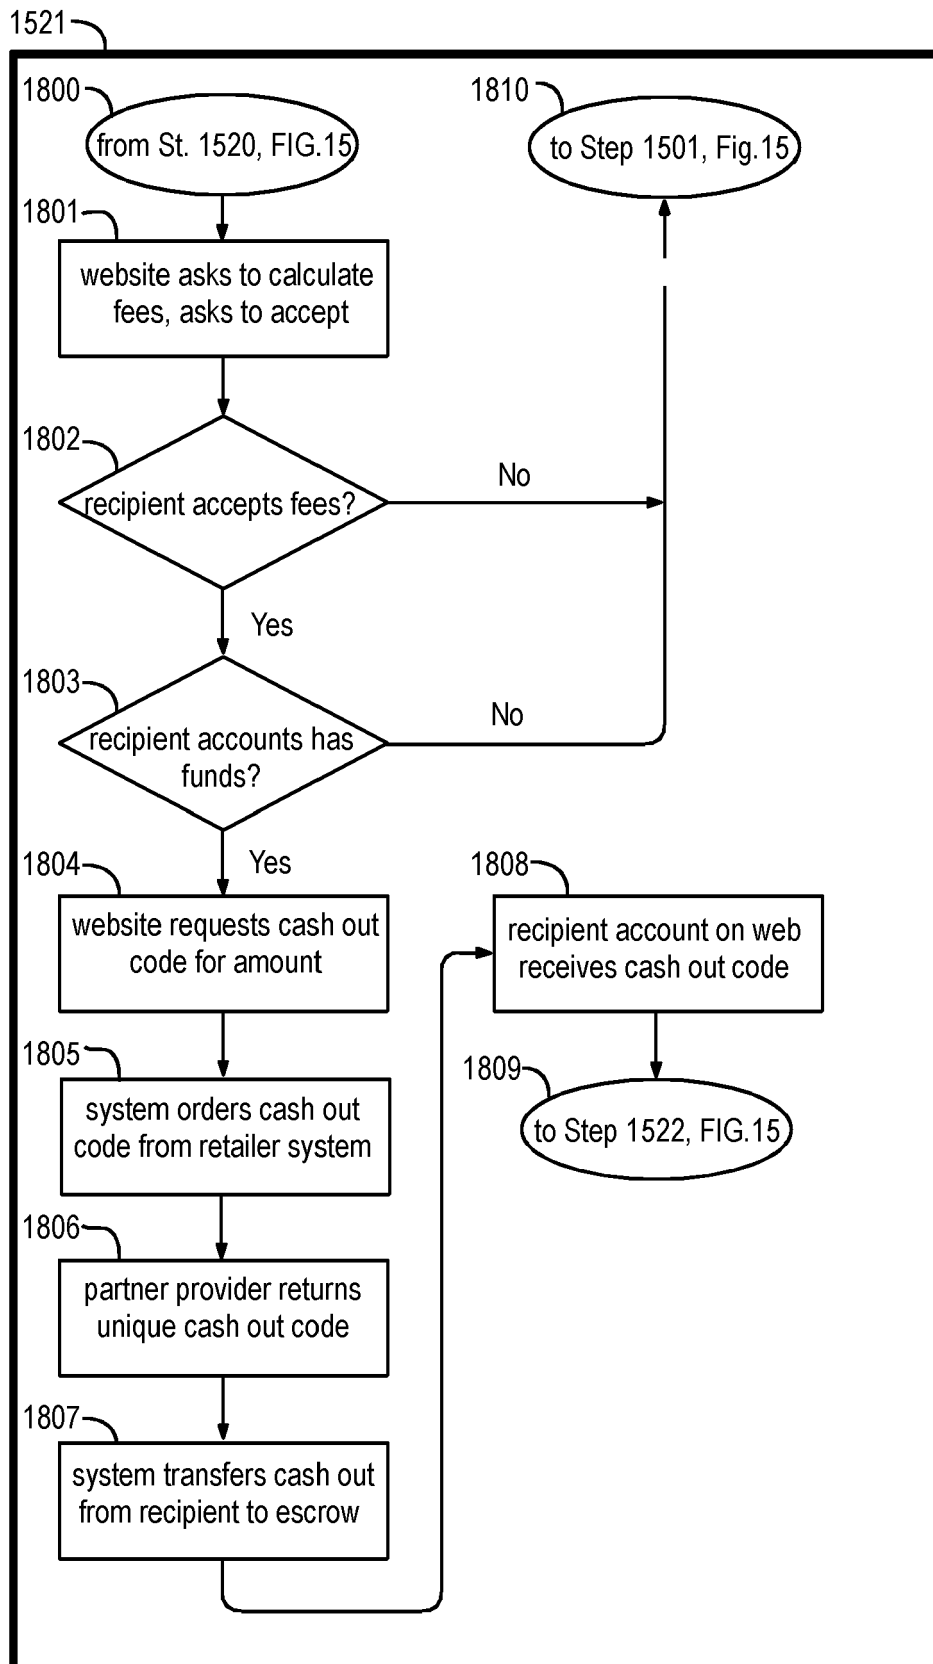 1521
1800
from St. 1520, FIG.15
1810
to Step 1501, Fig.15
1801
website asks to calculate
fees, asks to accept
1802
recipient accepts fees?
No
Yes
1803
recipient accounts has
funds?
No
Yes
1804
website requests cash out
code for amount
1805
system orders cash out
code from retailer system
1806
partner provider returns
unique cash out code
1807
system transfers cash out
from recipient to escrow
1808
recipient account on web
receives cash out code
1809
to Step 1522, FIG.15